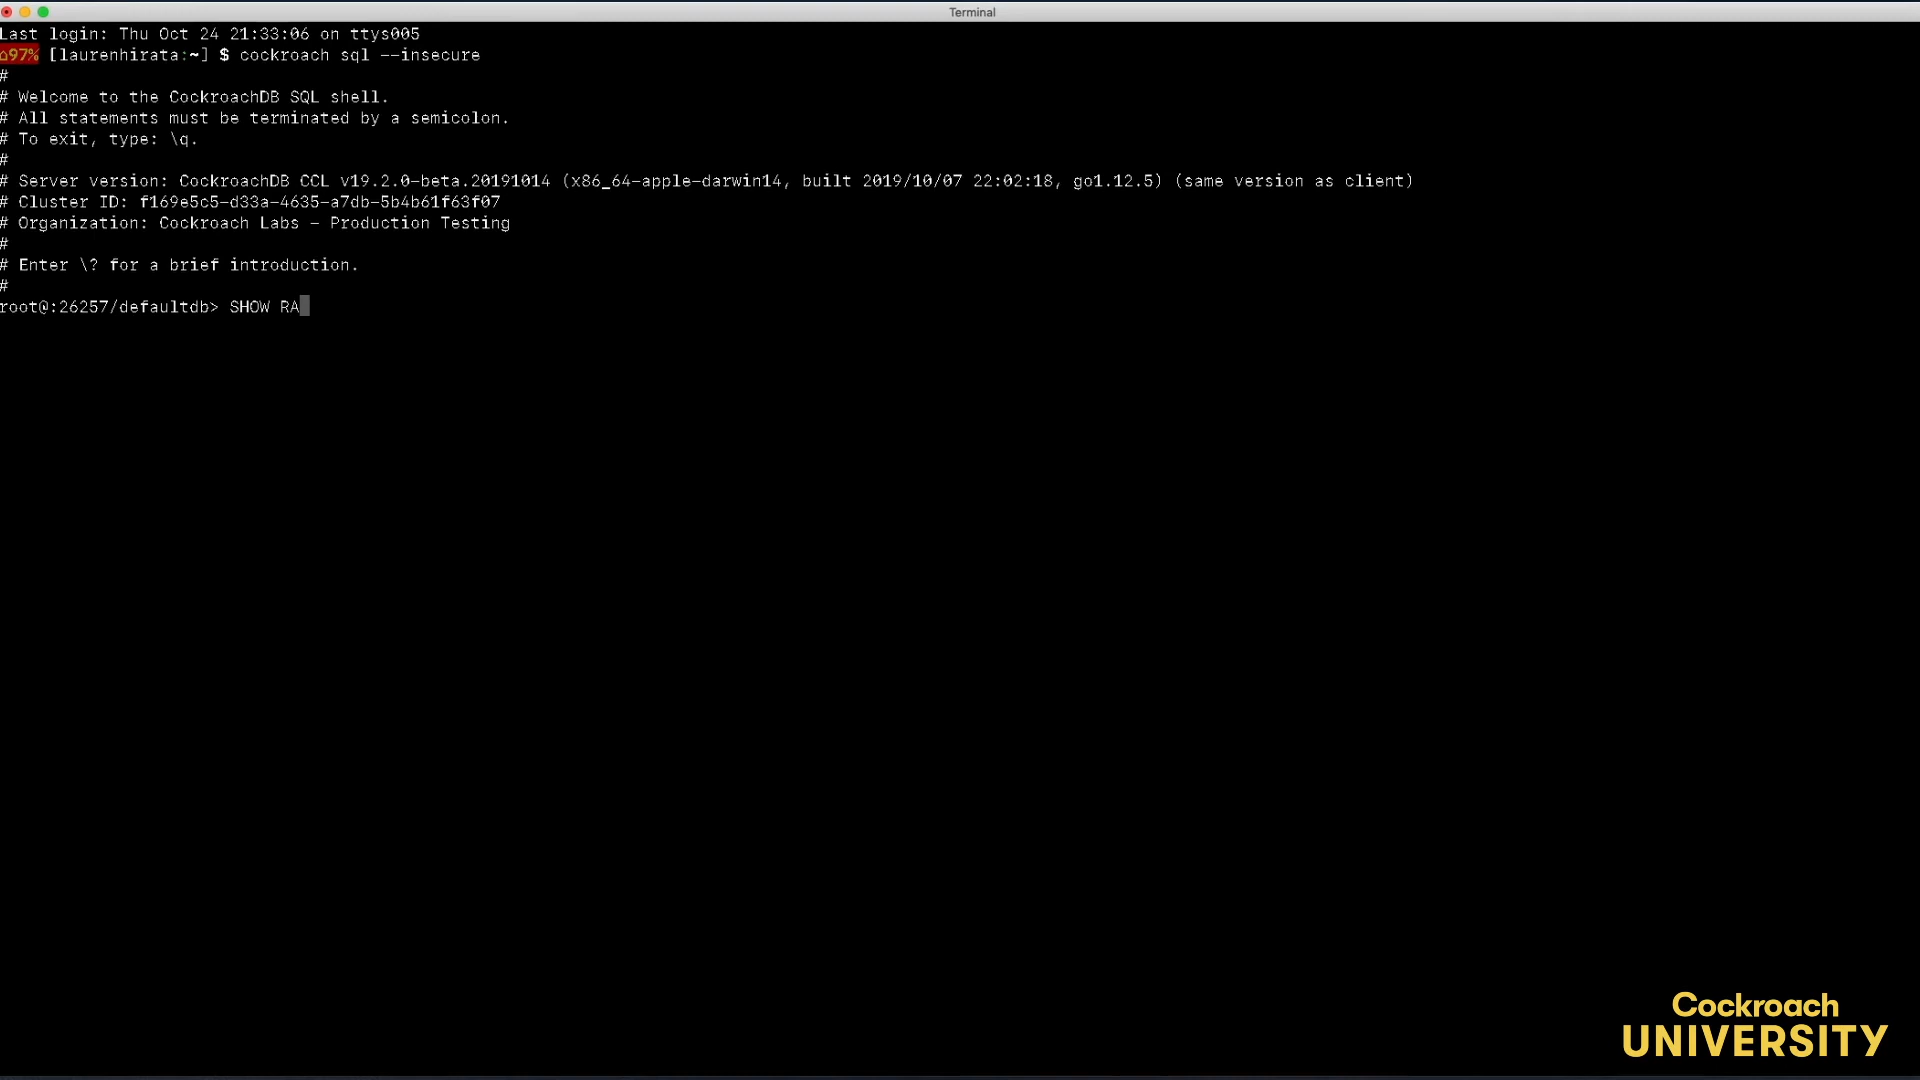 Terminal
Last login: Thu Oct 24 21:33:06 on ttys005
⌂97% [laurenhirata:~] $ cockroach sql --insecure
#
# Welcome to the CockroachDB SQL shell.
# All statements must be terminated by a semicolon.
# To exit, type: \q.
#
# Server version: CockroachDB CCL v19.2.0-beta.20191014 (x86_64-apple-darwin14, built 2019/10/07 22:02:18, go1.12.5) (same version as client)
# Cluster ID: f169e5c5-d33a-4635-a7db-5b4b61f63f07
# Organization: Cockroach Labs - Production Testing
#
# Enter \? for a brief introduction.
#
root@:26257/defaultdb> SHOW RA
Cockroach
UNIVERSITY